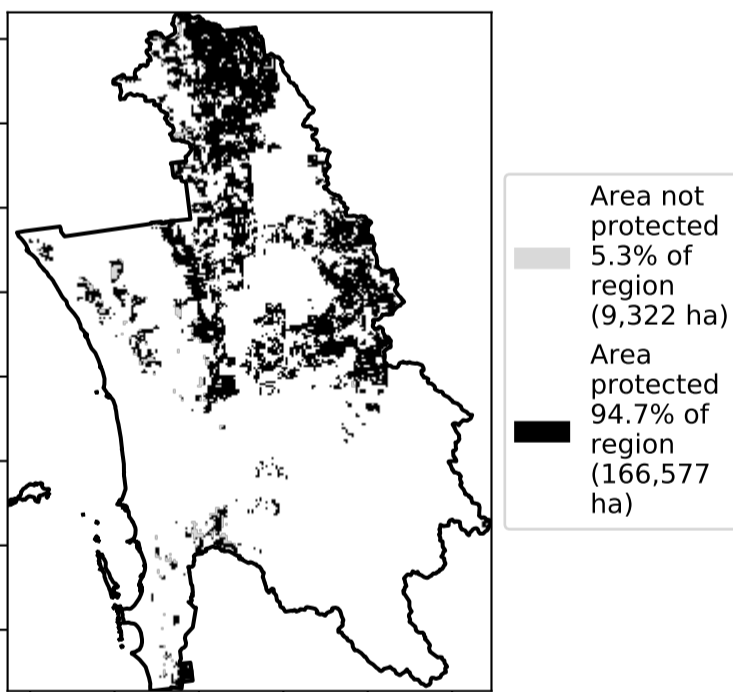 Area not
protected
5.3% of
region
(9,322 ha)
Area
protected
94.7% of
region
(166,577
ha)